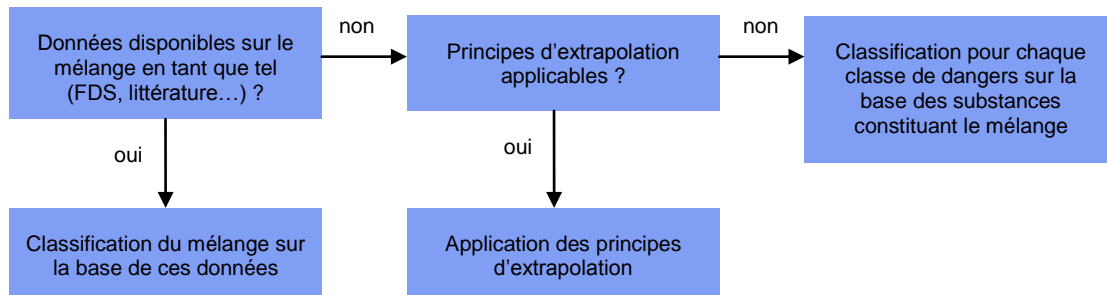 Données disponibles sur le
mélange en tant que tel
(FDS, littérature…) ?
non
Principes d’extrapolation
applicables ?
non
Classification pour chaque
classe de dangers sur la
base des substances
constituant le mélange
oui
oui
Classification du mélange sur
la base de ces données
Application des principes
d’extrapolation